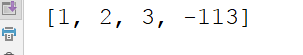 [1, 2, 3, -113]